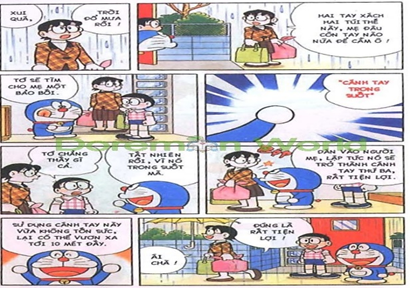 XUI
QUÁ,
TRỜI
ĐỔ MƯA
RỒI !
HAI TAY XÁCH
HAI TÚI THẾ
NÀY, MẸ ĐÂU
CÒN TAY NÀO
NỮA ĐỂ CẦM Ô !
TỚ SẼ TÌM
CHO MẸ MỘT
BẢO BỐI.
"CÁNH TAY
TRONG
SUỐT"
TỚ CHẲNG
THẤY GÌ
CẢ.
TẤT
NHIÊN
RỒI, VÌ NÓ
TRONG SUỐT
MÀ.
DÁN VÀO NGƯỜI
MẸ, LẬP TỨC NÓ SẼ
TRỞ THÀNH CÁNH
TAY THỨ BA,
RẤT TIỆN LỢI.
SỬ DỤNG CÁNH TAY NÀY
VỪA KHÔNG TỐN SỨC,
LẠI CÓ THỂ VƯƠN XA
TỚI 10 MÉT ĐẤY.
ÁI
CHÀ !
ĐÚNG LÀ
RẤT TIỆN
LỢI !